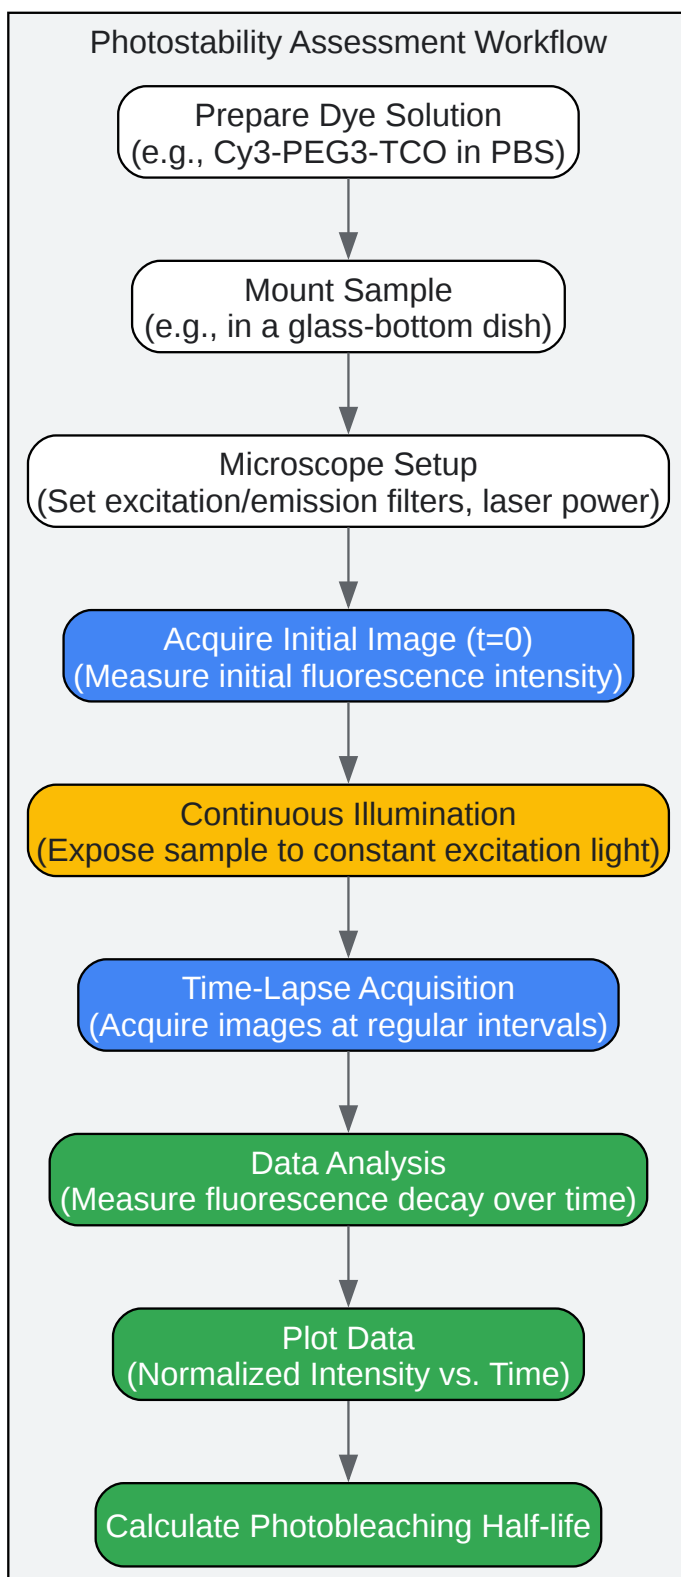 Photostability Assessment Workflow
Prepare Dye Solution
(e.g., Cy3-PEG3-TCO in PBS)
Mount Sample
(e.g., in a glass-bottom dish)
Microscope Setup
(Set excitation/emission filters, laser power)
Acquire Initial Image (t=0)
(Measure initial fluorescence intensity)
Continuous Illumination
(Expose sample to constant excitation light)
Time-Lapse Acquisition
(Acquire images at regular intervals)
Data Analysis
(Measure fluorescence decay over time)
Plot Data
(Normalized Intensity vs. Time)
Calculate Photobleaching Half-life